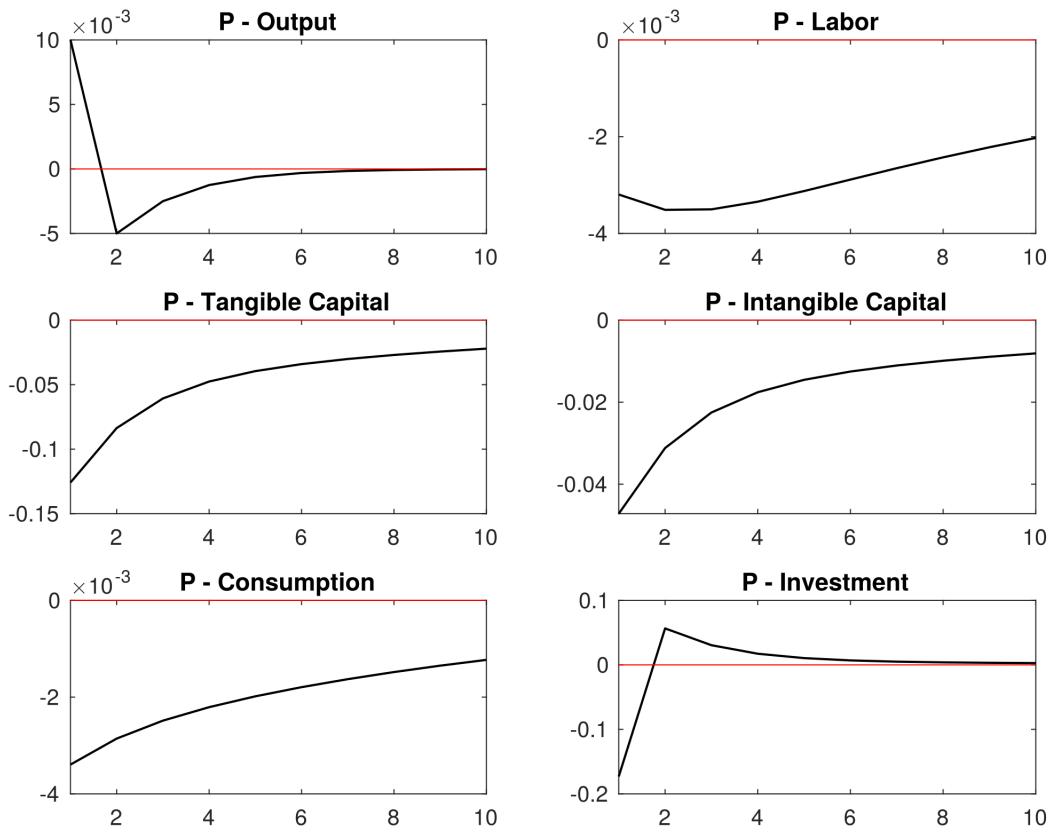 P - Output
×10⁻³
10
5
0
-5
2 4 6 8 10
P - Labor
×10⁻³
0
-2
-4
2 4 6 8 10
P - Tangible Capital
0
-0.05
-0.1
-0.15
2 4 6 8 10
P - Intangible Capital
0
-0.02
-0.04
2 4 6 8 10
P - Consumption
×10⁻³
0
-2
-4
2 4 6 8 10
P - Investment
0.1
0
-0.1
-0.2
2 4 6 8 10